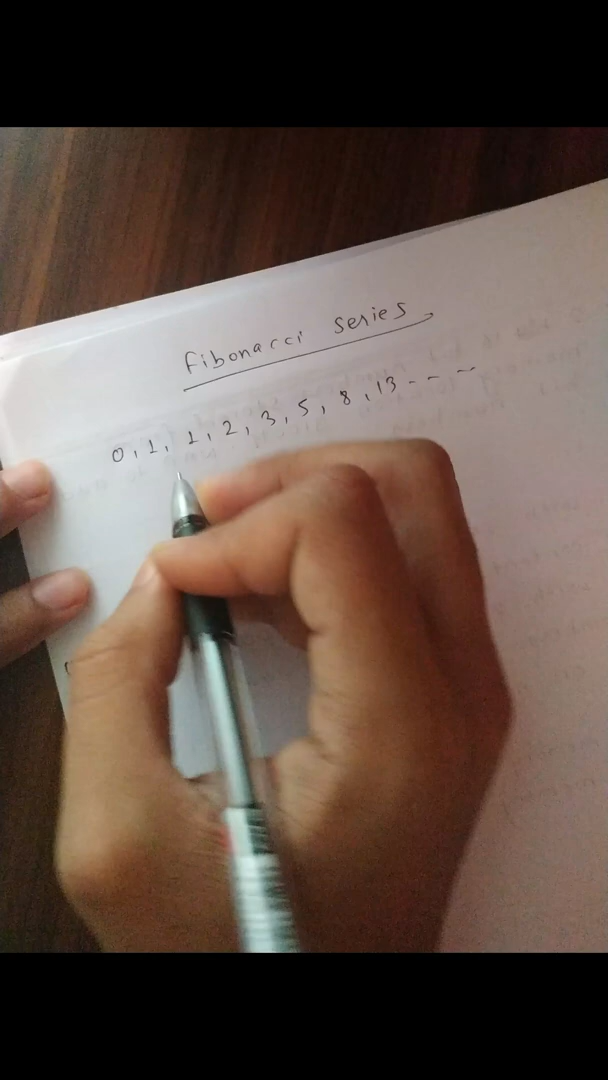 Fibonacci series
0, 1, 1, 2, 3, 5, 8, 13 - - - -